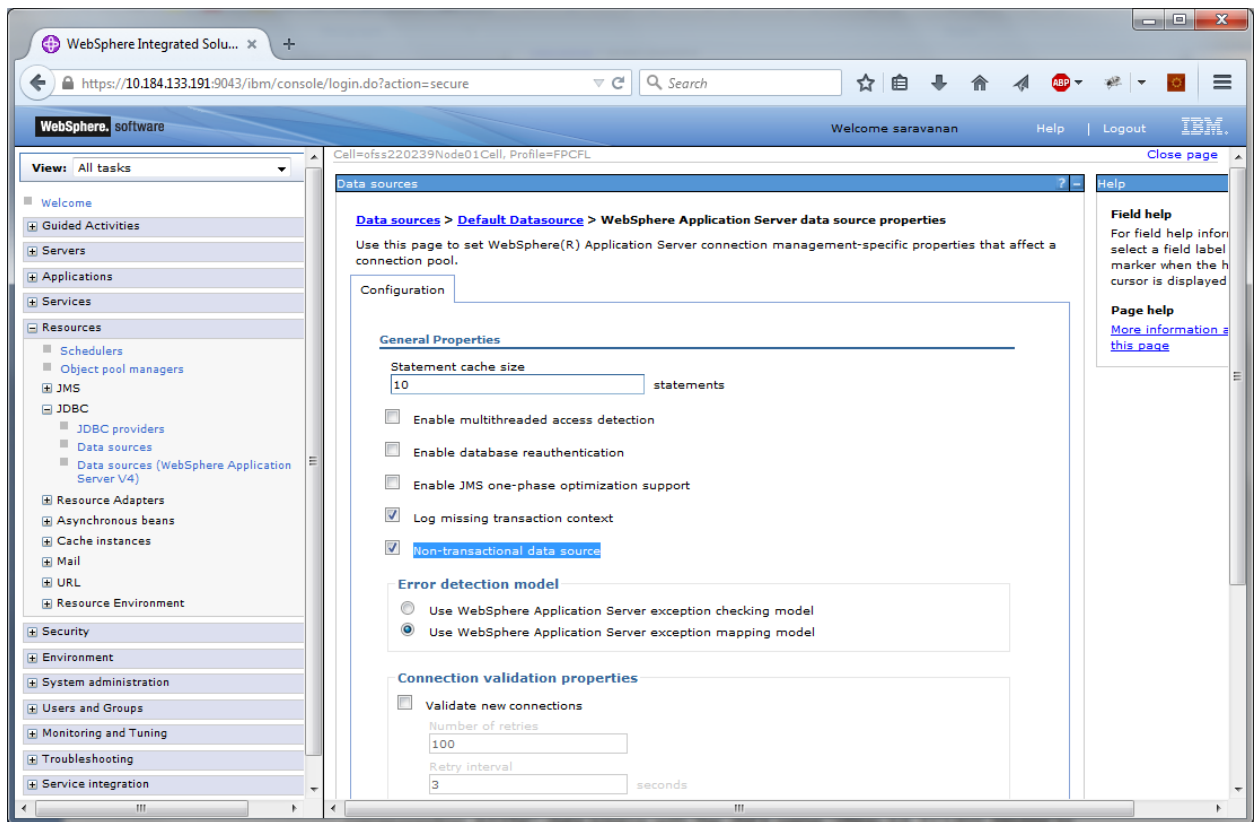 WebSphere Integrated Solu...
https://10.184.133.191:9043/ibm/console/login.do?action=secure
Search
ABP
WebSphere. software
Welcome saravanan
Help | Logout
IBM.
View: All tasks
Welcome
Guided Activities
Servers
Applications
Services
Resources
Schedulers
Object pool managers
JMS
JDBC
JDBC providers
Data sources
Data sources (WebSphere Application
Server V4)
Resource Adapters
Asynchronous beans
Cache instances
Mail
URL
Resource Environment
Security
Environment
System administration
Users and Groups
Monitoring and Tuning
Troubleshooting
Service integration
Cell=ofss220239Node01Cell, Profile=FPCFL
Close page
Data sources
? -
Data sources > Default Datasource > WebSphere Application Server data source properties
Use this page to set WebSphere(R) Application Server connection management-specific properties that affect a
connection pool.
Configuration
General Properties
Statement cache size
10 statements
Enable multithreaded access detection
Enable database reauthentication
Enable JMS one-phase optimization support
Log missing transaction context
Non-transactional data source
Error detection model
Use WebSphere Application Server exception checking model
Use WebSphere Application Server exception mapping model
Connection validation properties
Validate new connections
Number of retries
100
Retry interval
3 seconds
Help
Field help
For field help infor
select a field label
marker when the h
cursor is displayed
Page help
More information a
this page